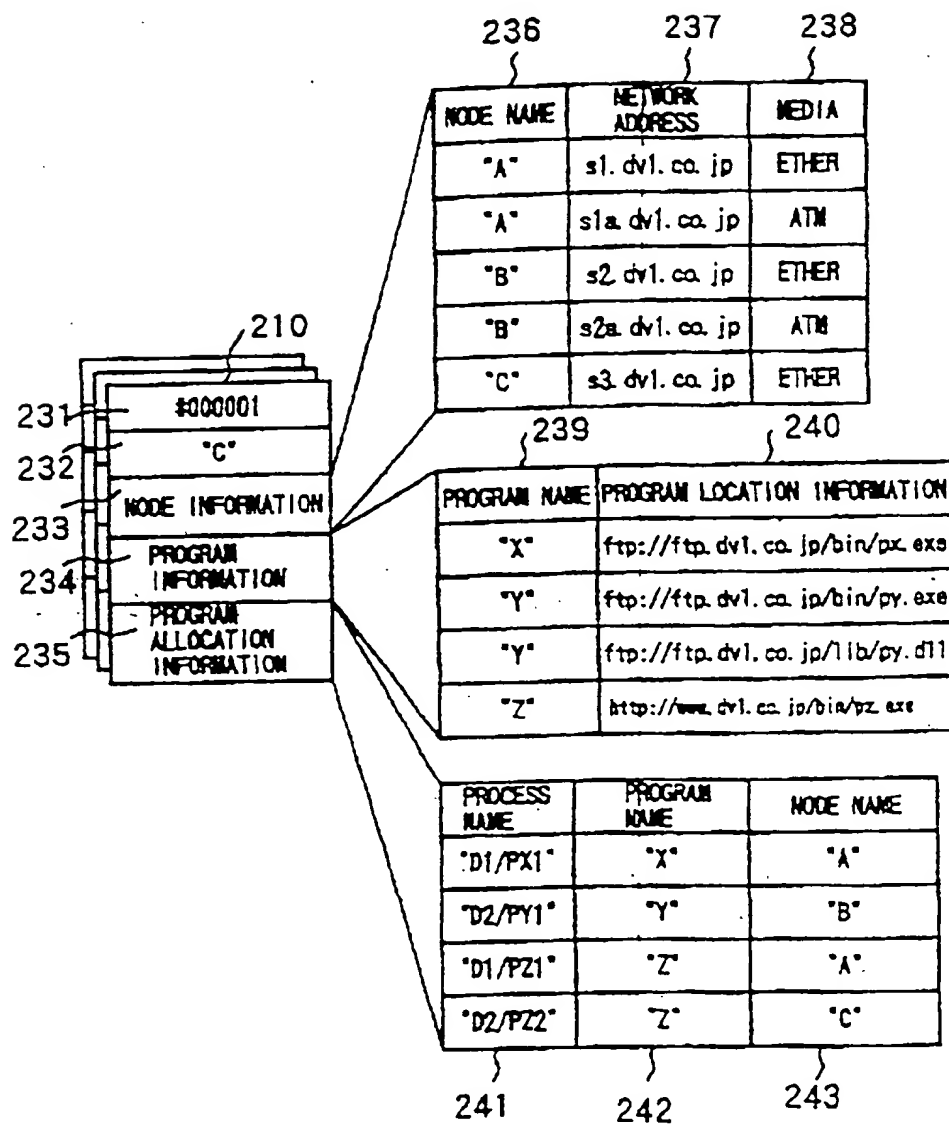 236 237 238
NODE NAME NETWORK ADDRESS MEDIA
"A" s1.dv1.co.jp ETHER
"A" s1a.dv1.co.jp ATM
"B" s2.dv1.co.jp ETHER
"B" s2a.dv1.co.jp ATM
"C" s3.dv1.co.jp ETHER
210
231 #000001
232 "C"
233 NODE INFORMATION
234 PROGRAM INFORMATION
235 PROGRAM ALLOCATION INFORMATION
239 240
PROGRAM NAME PROGRAM LOCATION INFORMATION
"X" ftp://ftp.dv1.co.jp/bin/px.exe
"Y" ftp://ftp.dv1.co.jp/bin/py.exe
"Y" ftp://ftp.dv1.co.jp/lib/py.dll
"Z" http://www.dv1.co.jp/bin/pz.exe
PROCESS NAME PROGRAM NAME NODE NAME
"D1/PX1" "X" "A"
"D2/PY1" "Y" "B"
"D1/PZ1" "Z" "A"
"D2/PZ2" "Z" "C"
241 242 243